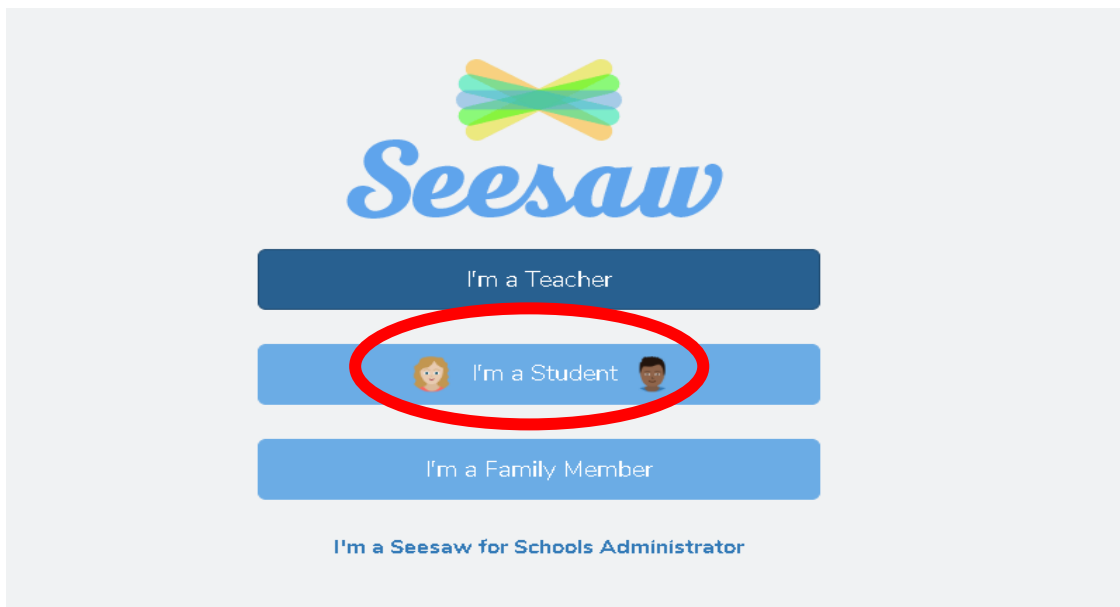 Seesaw
I'm a Teacher
I'm a Student
I'm a Family Member
I'm a Seesaw for Schools Administrator